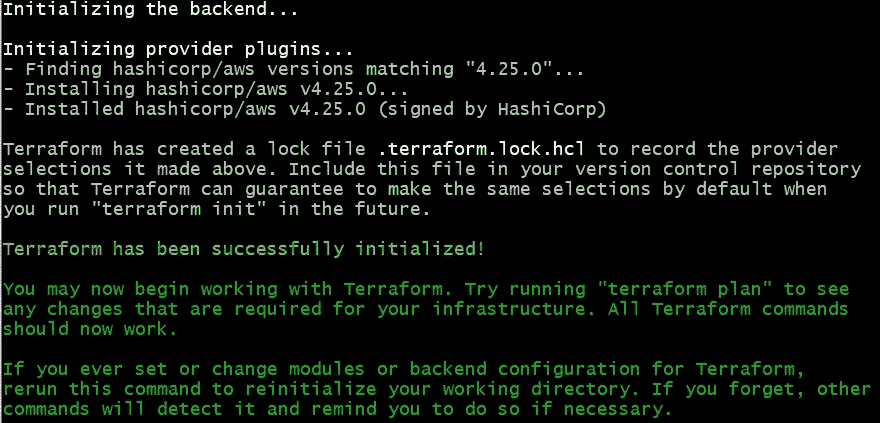 Initializing the backend...
Initializing provider plugins...
- Finding hashicorp/aws versions matching "4.25.0"...
- Installing hashicorp/aws v4.25.0...
- Installed hashicorp/aws v4.25.0 (signed by HashiCorp)
Terraform has created a lock file .terraform.lock.hcl to record the provider
selections it made above. Include this file in your version control repository
so that Terraform can guarantee to make the same selections by default when
you run "terraform init" in the future.
Terraform has been successfully initialized!
You may now begin working with Terraform. Try running "terraform plan" to see
any changes that are required for your infrastructure. All Terraform commands
should now work.
If you ever set or change modules or backend configuration for Terraform,
rerun this command to reinitialize your working directory. If you forget, other
commands will detect it and remind you to do so if necessary.